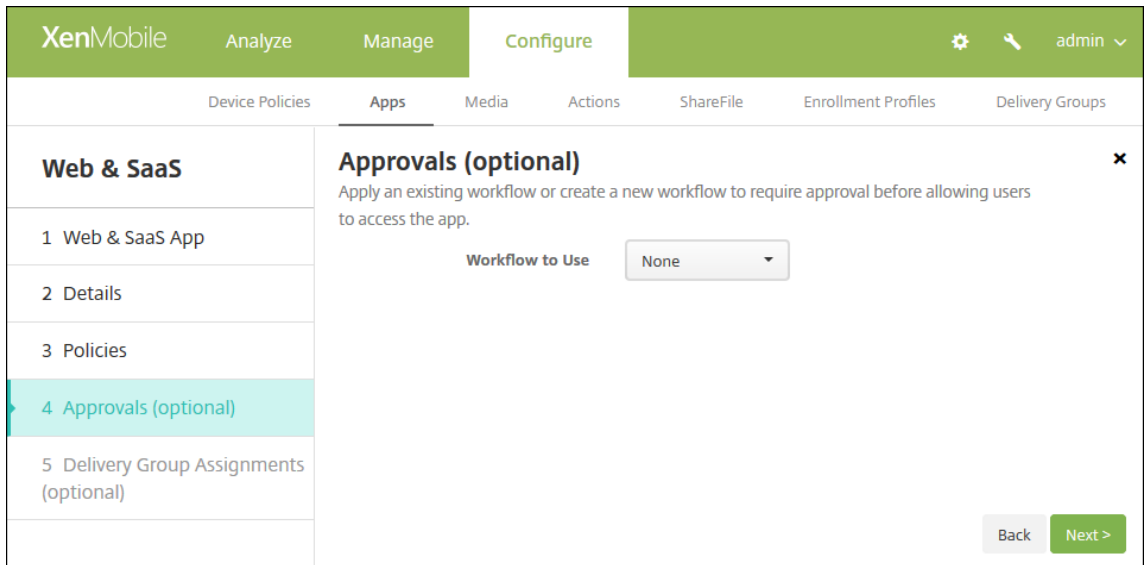 XenMobile Analyze Manage Configure admin
Device Policies Apps Media Actions ShareFile Enrollment Profiles Delivery Groups
Web & SaaS
1 Web & SaaS App
2 Details
3 Policies
4 Approvals (optional)
5 Delivery Group Assignments
(optional)
Approvals (optional)
Apply an existing workflow or create a new workflow to require approval before allowing users
to access the app.
Workflow to Use None
Back Next >